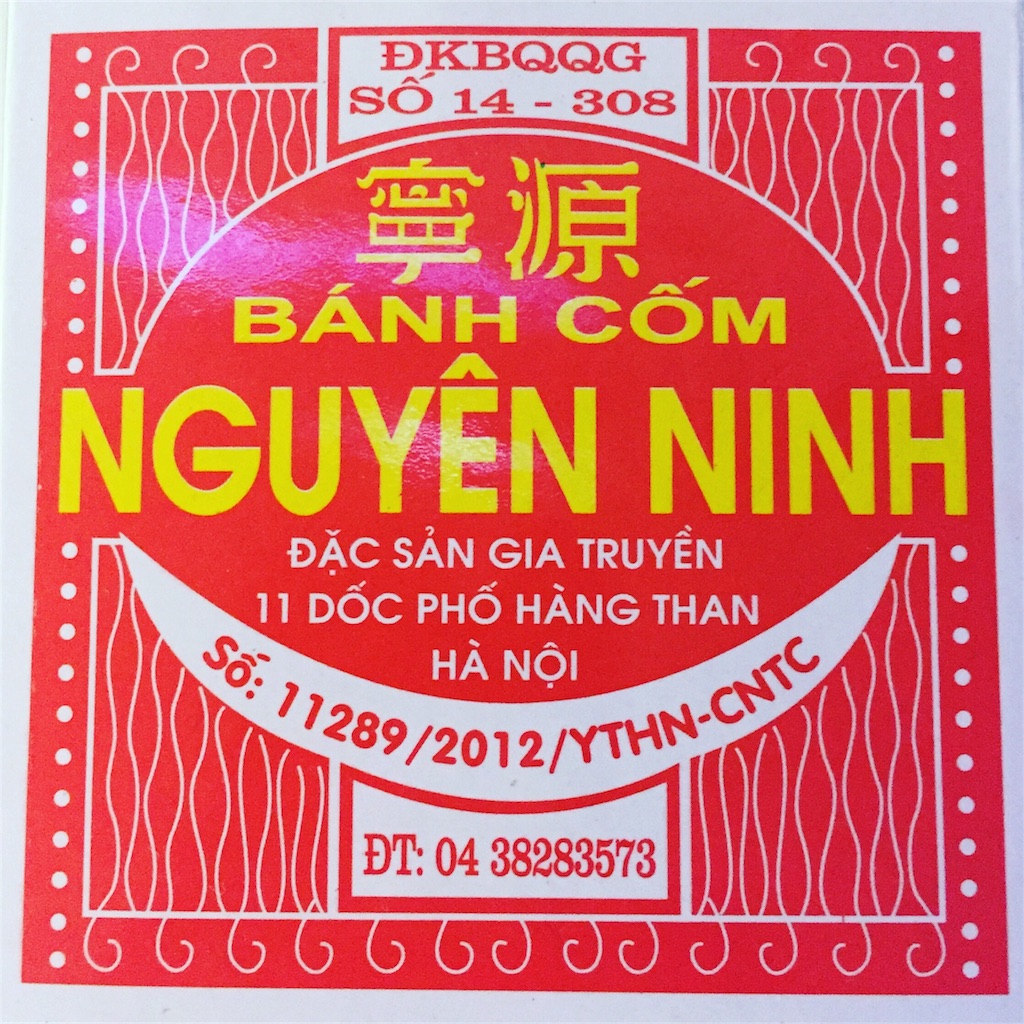 ĐKBQQG
SỐ 14 - 308
寧源
BÁNH CỐM
NGUYÊN NINH
ĐẶC SẢN GIA TRUYỀN
11 DỐC PHỐ HÀNG THAN
HÀ NỘI
Số: 11289/2012/YTHN-CNTC
ĐT: 04 38283573